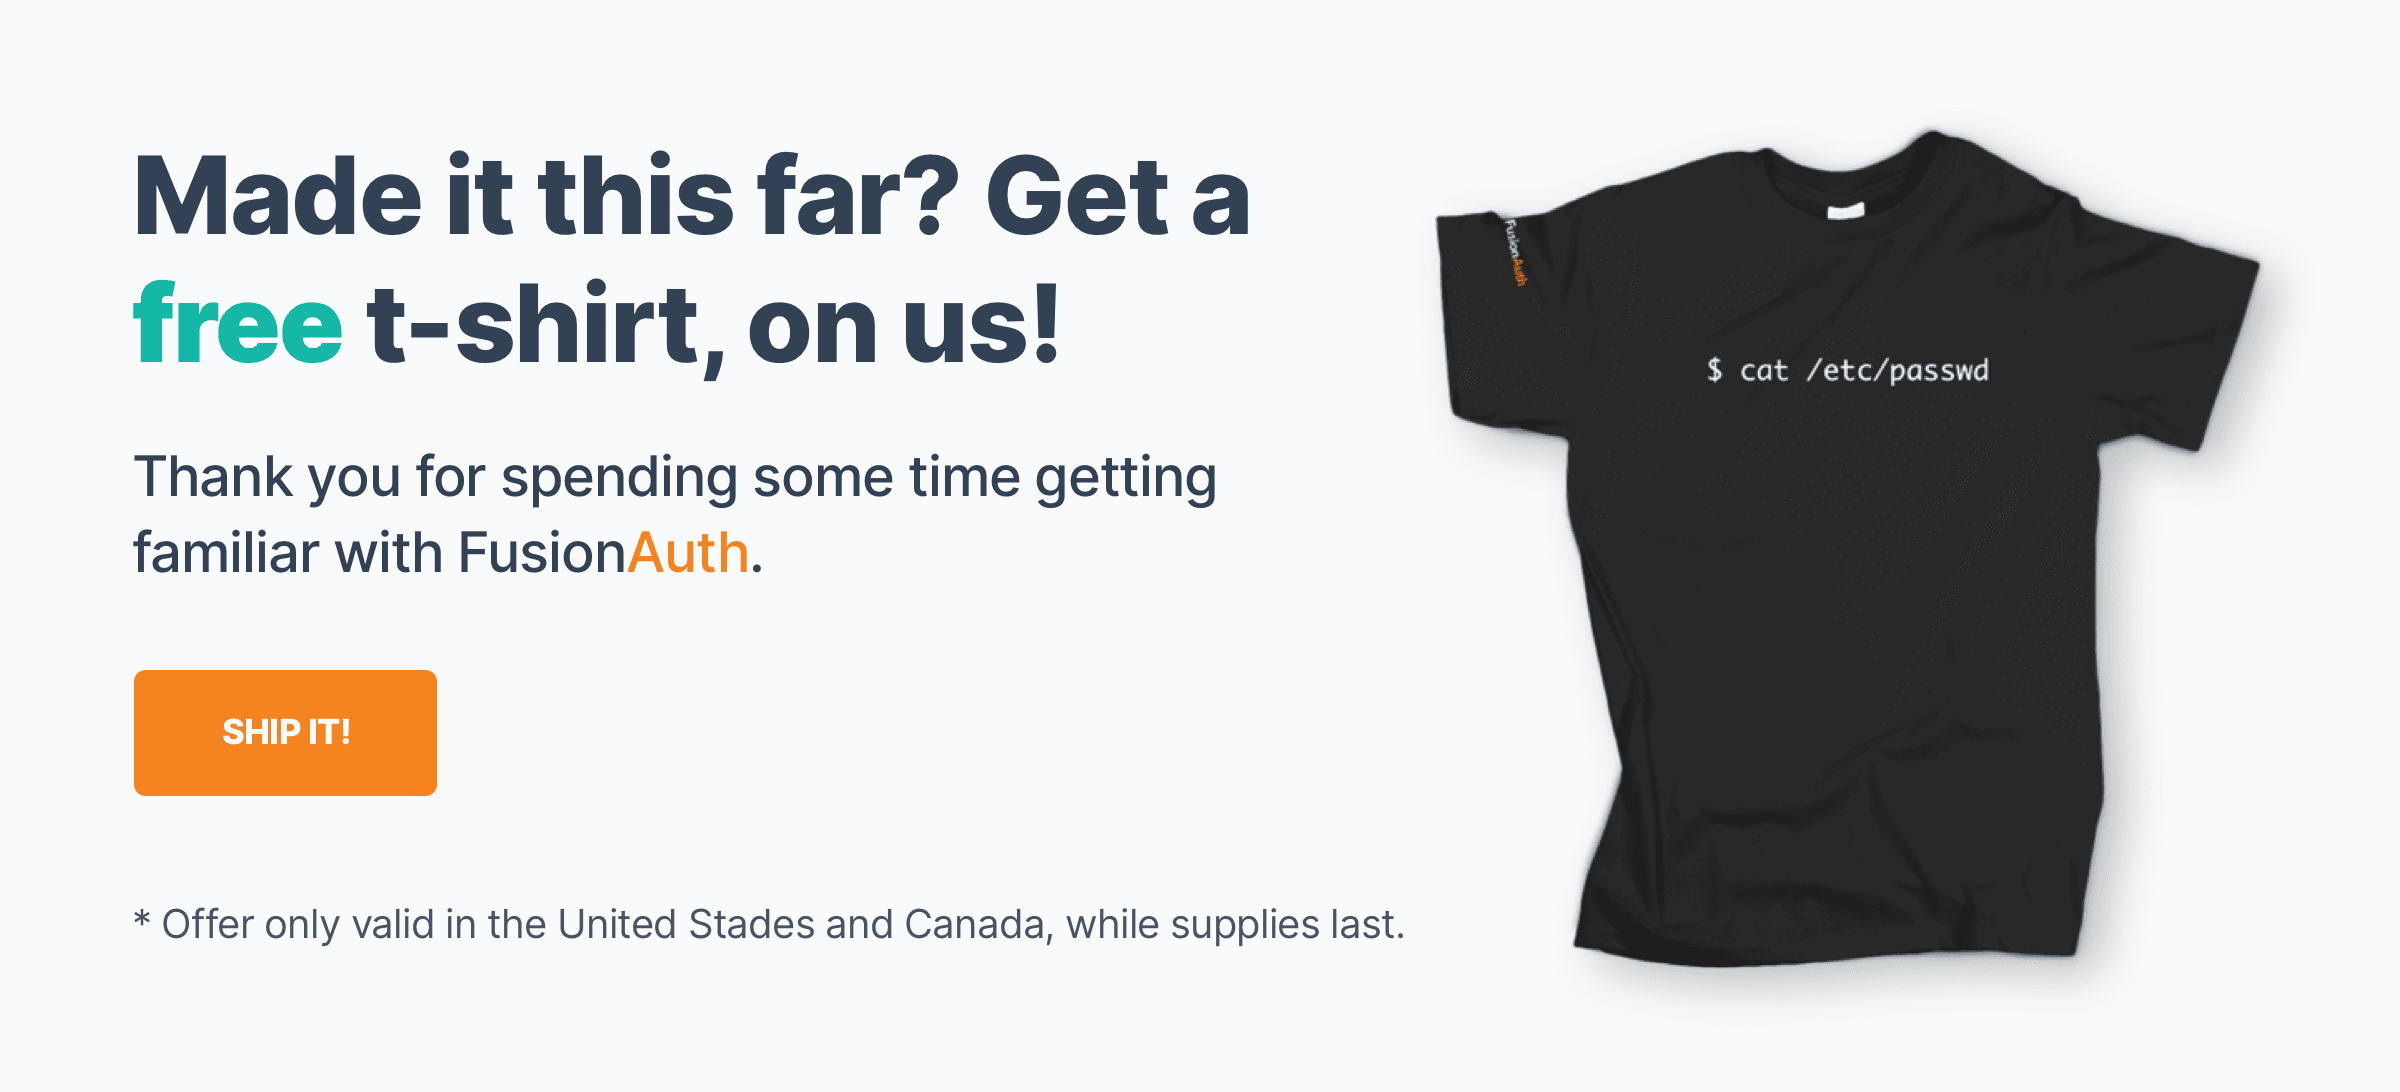 Made it this far? Get a
free t-shirt, on us!
Thank you for spending some time getting
familiar with FusionAuth.
SHIP IT!
* Offer only valid in the United Stades and Canada, while supplies last.
FusionAuth
$ cat /etc/passwd